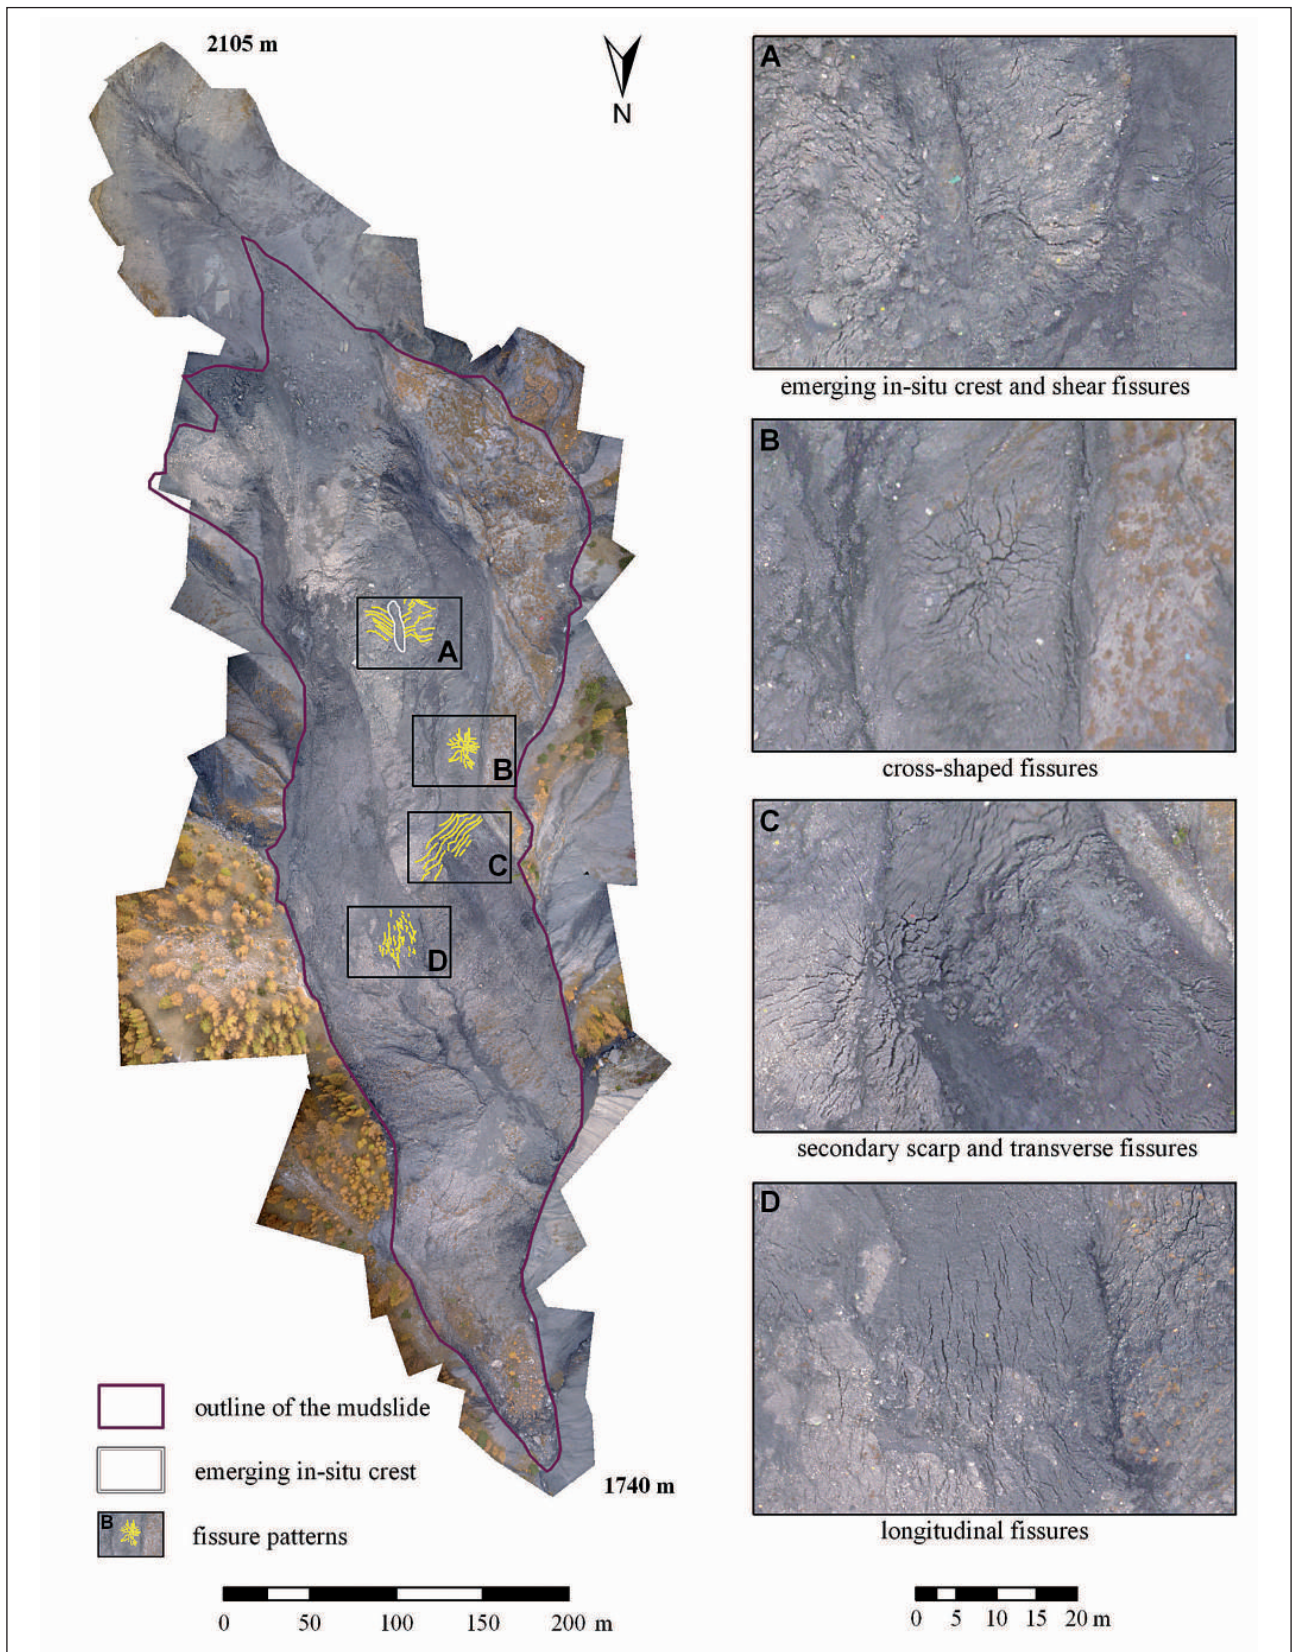 2105 m
N
A
B
C
D
1740 m
outline of the mudslide
emerging in-situ crest
B
fissure patterns
0 50 100 150 200 m
A
emerging in-situ crest and shear fissures
B
cross-shaped fissures
C
secondary scarp and transverse fissures
D
longitudinal fissures
0 5 10 15 20 m